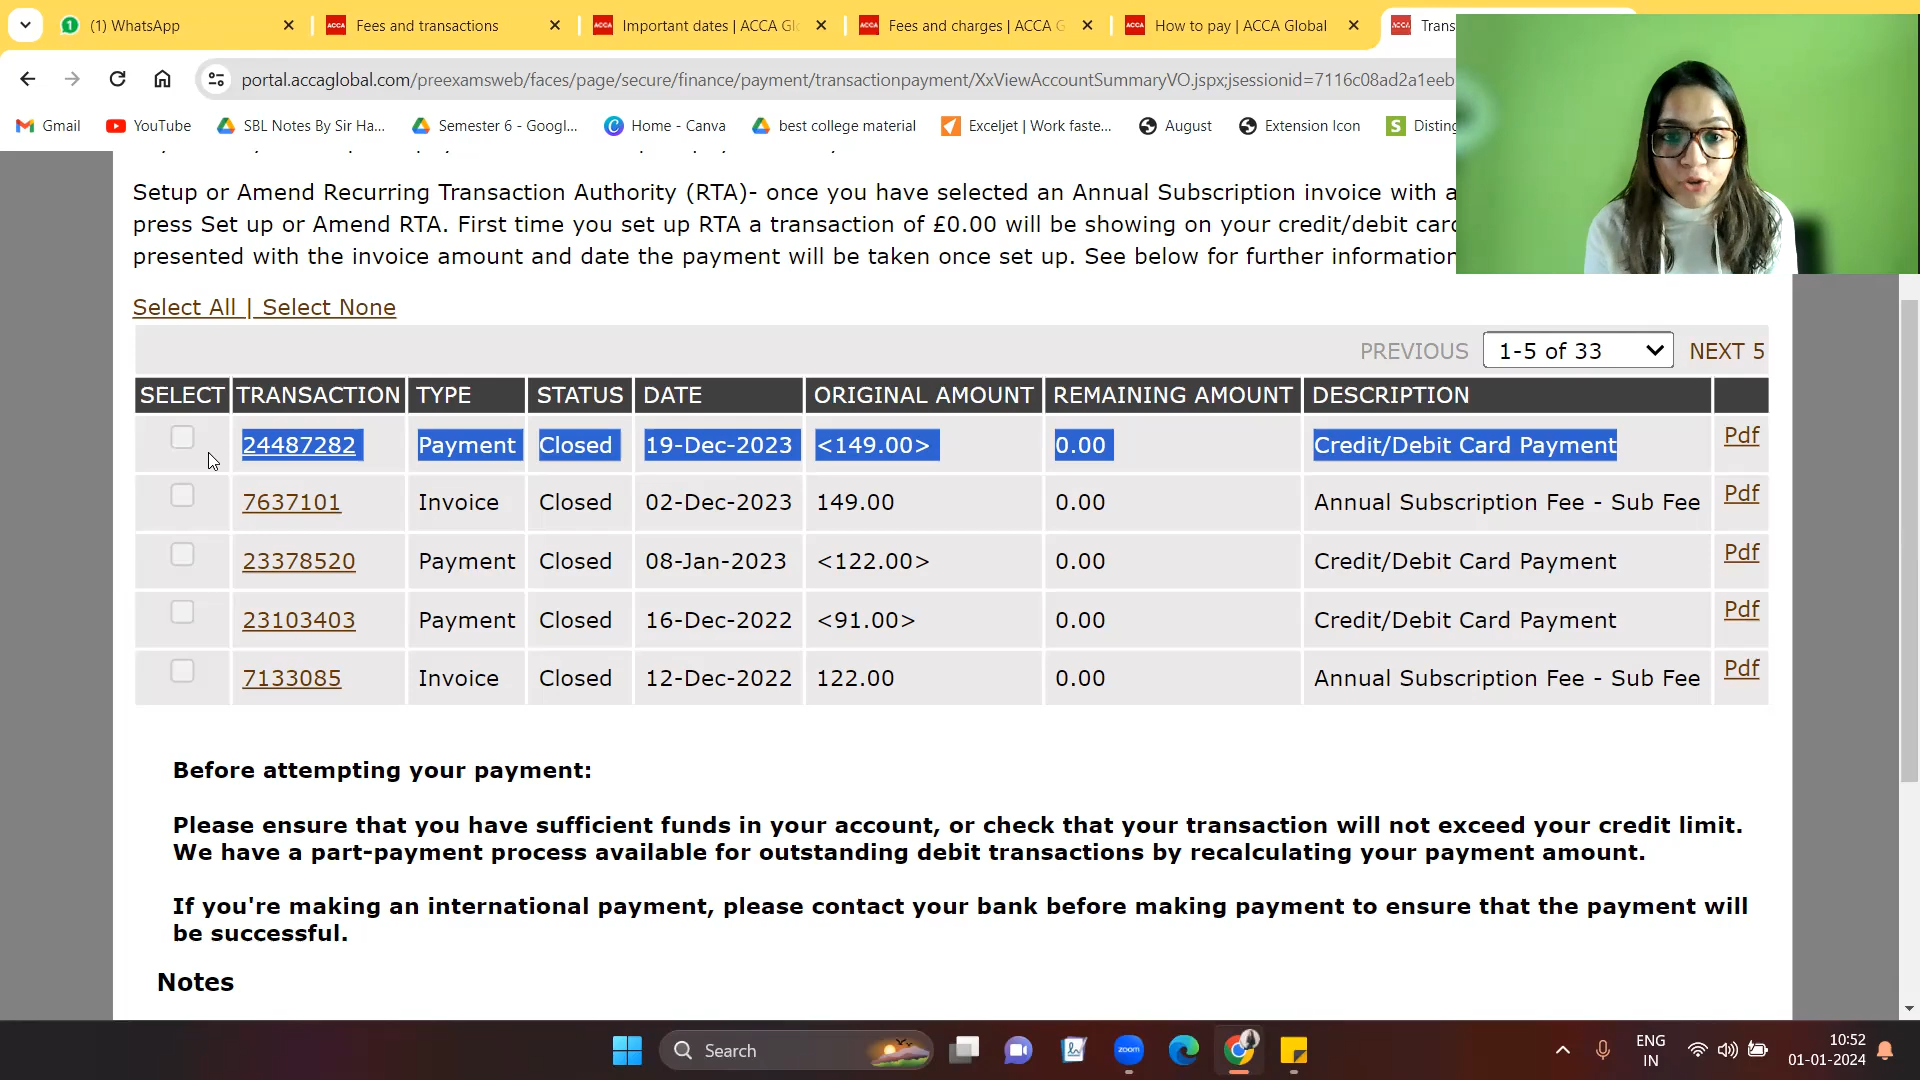 (1) WhatsApp
Fees and transactions
Important dates | ACCA Gl
Fees and charges | ACCA G
How to pay | ACCA Global
Trans
portal.accaglobal.com/preexamsweb/faces/page/secure/finance/payment/transactionpayment/XxViewAccountSummaryVO.jspx;jsessionid=7116c08ad2a1eeb
Gmail
YouTube
SBL Notes By Sir Ha...
Semester 6 - Googl...
Home - Canva
best college material
Exceljet | Work faste...
August
Extension Icon
Disting
Setup or Amend Recurring Transaction Authority (RTA)- once you have selected an Annual Subscription invoice with a
press Set up or Amend RTA. First time you set up RTA a transaction of £0.00 will be showing on your credit/debit card
presented with the invoice amount and date the payment will be taken once set up. See below for further information
Select All | Select None
PREVIOUS 1-5 of 33 NEXT 5
SELECT TRANSACTION TYPE STATUS DATE ORIGINAL AMOUNT REMAINING AMOUNT DESCRIPTION
24487282 Payment Closed 19-Dec-2023 <149.00> 0.00 Credit/Debit Card Payment Pdf
7637101 Invoice Closed 02-Dec-2023 149.00 0.00 Annual Subscription Fee - Sub Fee Pdf
23378520 Payment Closed 08-Jan-2023 <122.00> 0.00 Credit/Debit Card Payment Pdf
23103403 Payment Closed 16-Dec-2022 <91.00> 0.00 Credit/Debit Card Payment Pdf
7133085 Invoice Closed 12-Dec-2022 122.00 0.00 Annual Subscription Fee - Sub Fee Pdf
Before attempting your payment:
Please ensure that you have sufficient funds in your account, or check that your transaction will not exceed your credit limit.
We have a part-payment process available for outstanding debit transactions by recalculating your payment amount.
If you're making an international payment, please contact your bank before making payment to ensure that the payment will
be successful.
Notes
Search
zoom
ENG
IN
10:52
01-01-2024